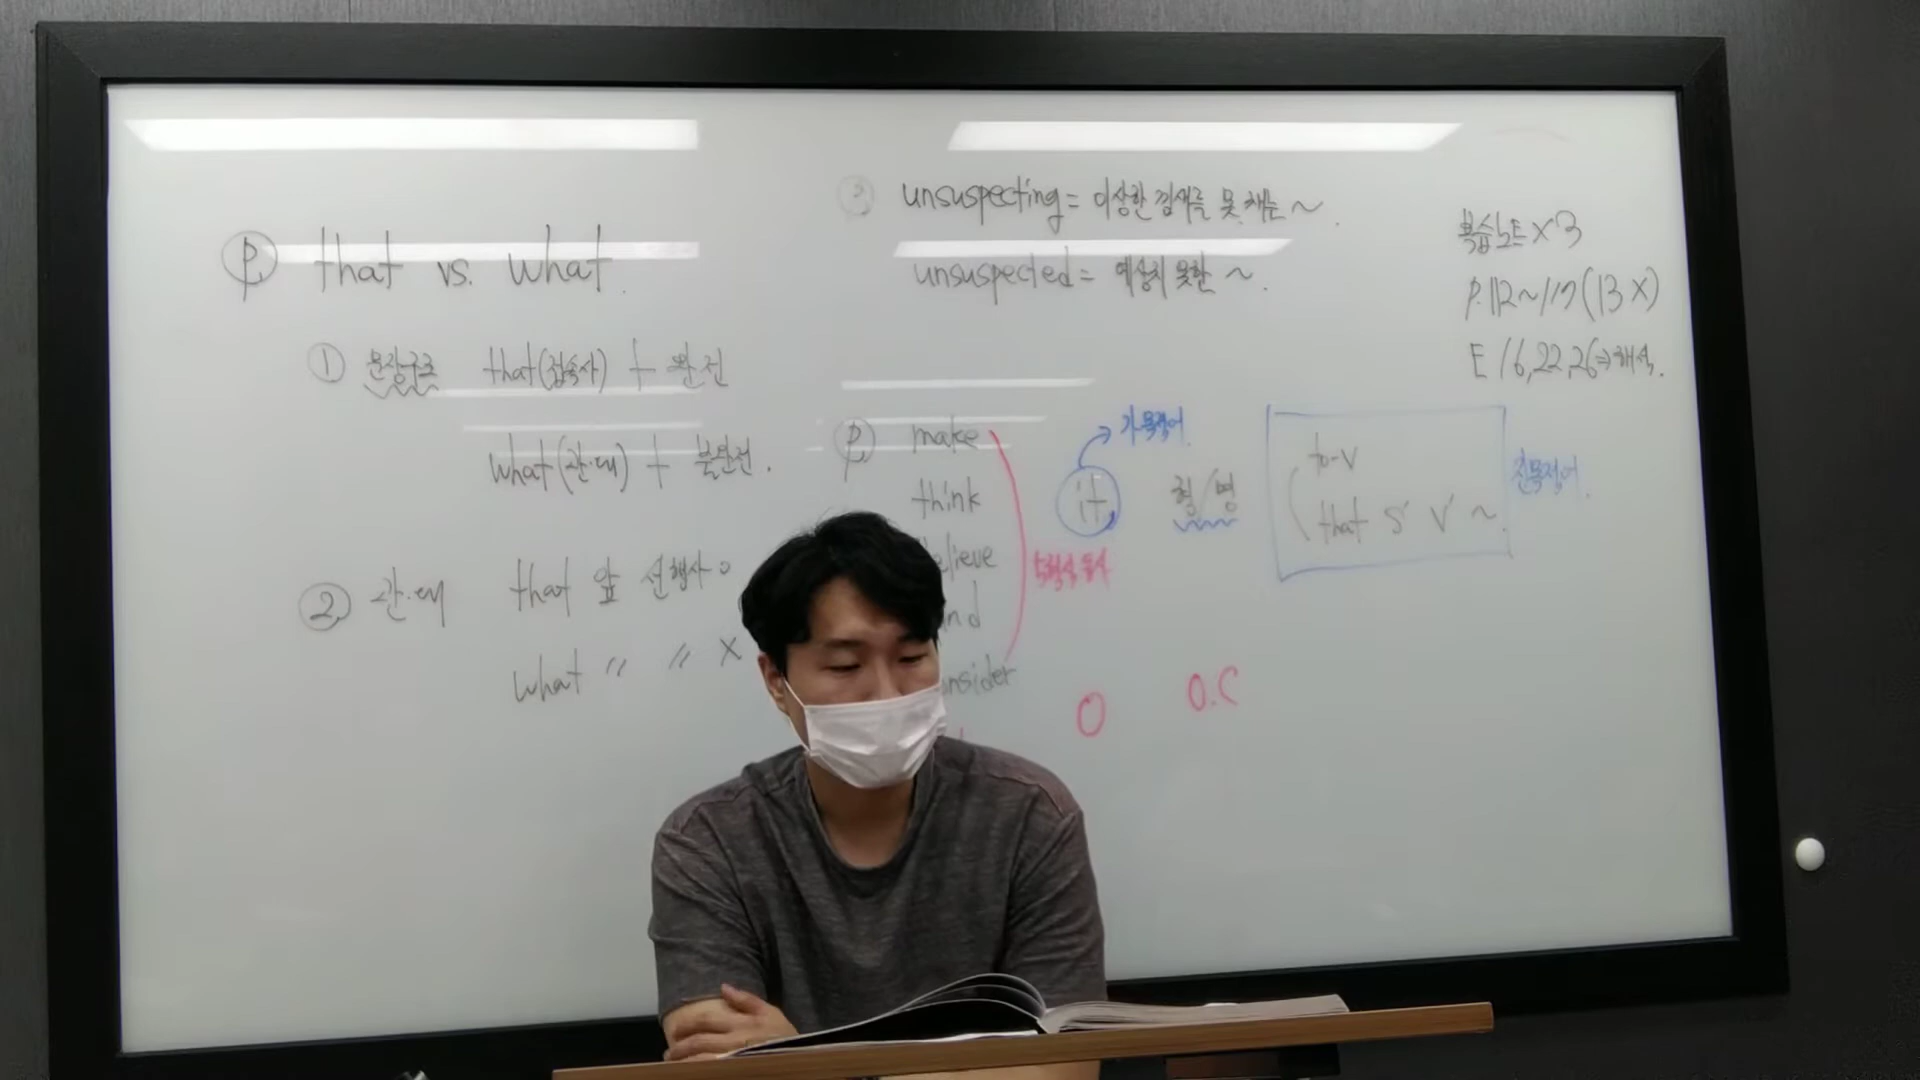 Ⓟ that vs. what.
① 문장구조 that(접속사) + 완전
what(관·대) + 불완전.
② 관·대 that 앞 선행사 O
what 〃 〃 X
③ unsuspecting = 이상한 낌새를 못 채는 ~.
unsuspected = 예상치 못한 ~.
Ⓟ make
think
elieve
nd
onsider
5형식 동사
it
가목적어
형/명
to-V
that S' V' ~.
진목적어.
O O.C
복습노트 X3
P.112~117 (13 X)
E 16,22,26⇒해석.